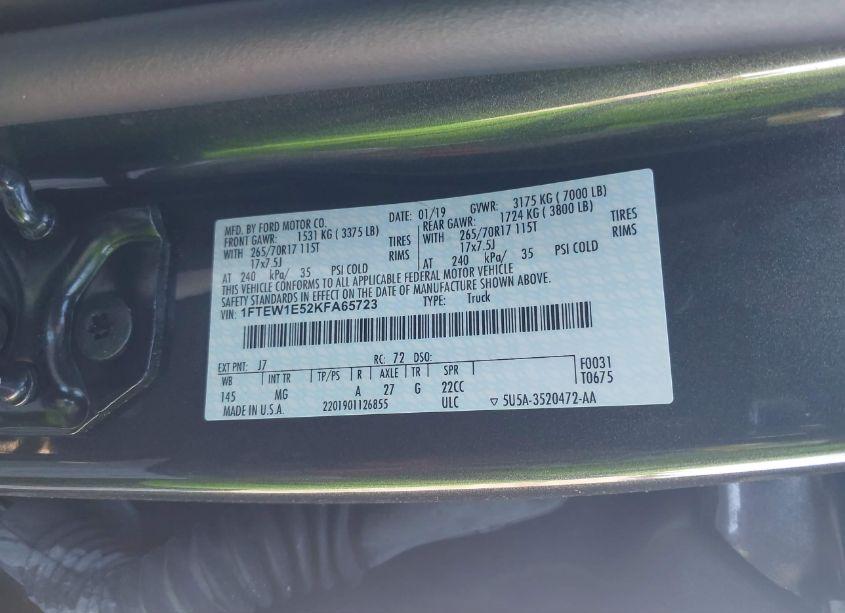 MFD. BY FORD MOTOR CO. DATE: 01/19 GVWR: 3175 KG ( 7000 LB)
FRONT GAWR: 1531 KG ( 3375 LB) REAR GAWR: 1724 KG ( 3800 LB)
WITH 265/70R17 115T TIRES WITH 265/70R17 115T TIRES
17x7.5J RIMS 17x7.5J RIMS
AT 240 kPa/ 35 PSI COLD AT 240 kPa/ 35 PSI COLD
THIS VEHICLE CONFORMS TO ALL APPLICABLE FEDERAL MOTOR VEHICLE
SAFETY STANDARDS IN EFFECT ON THE DATE OF MANUFACTURE SHOWN ABOVE.
VIN: 1FTEW1E52KFA65723 TYPE: Truck
EXT PNT: J7 RC: 72 DSO: F0031
WB INT TR TP/PS R AXLE TR SPR T0675
145 MG A 27 G 22CC
MADE IN U.S.A. 2201901126855 ULC ▽ 5U5A-3520472-AA